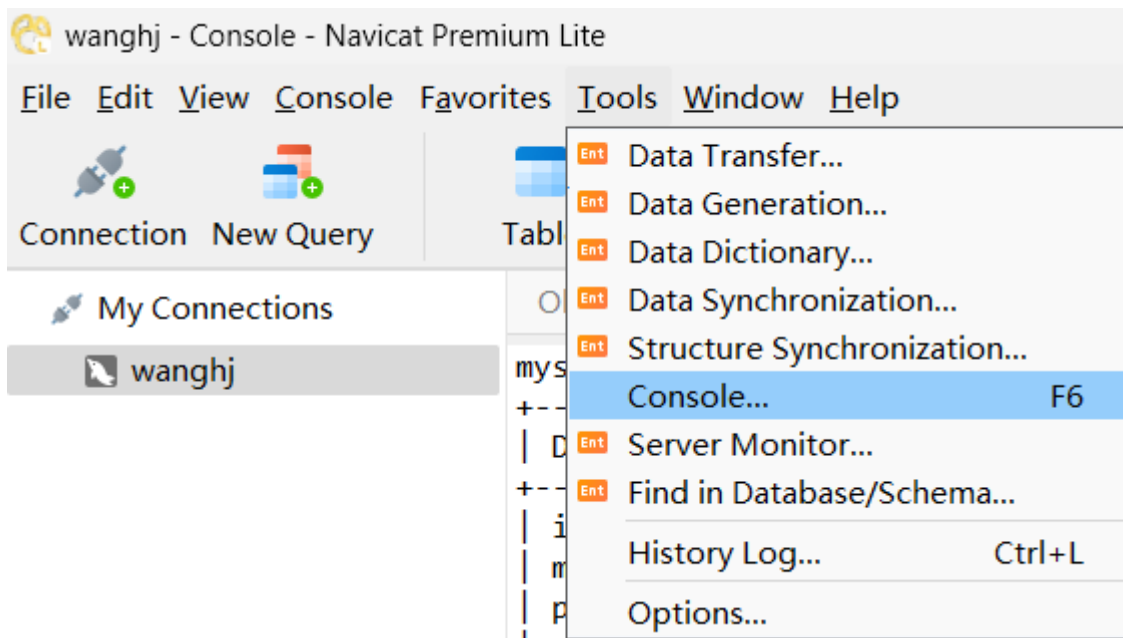 wanghj - Console - Navicat Premium Lite
File Edit View Console Favorites Tools Window Help
Connection New Query
My Connections
wanghj
Ent Data Transfer...
Ent Data Generation...
Ent Data Dictionary...
Ent Data Synchronization...
Ent Structure Synchronization...
Console... F6
Ent Server Monitor...
Ent Find in Database/Schema...
History Log... Ctrl+L
Options...